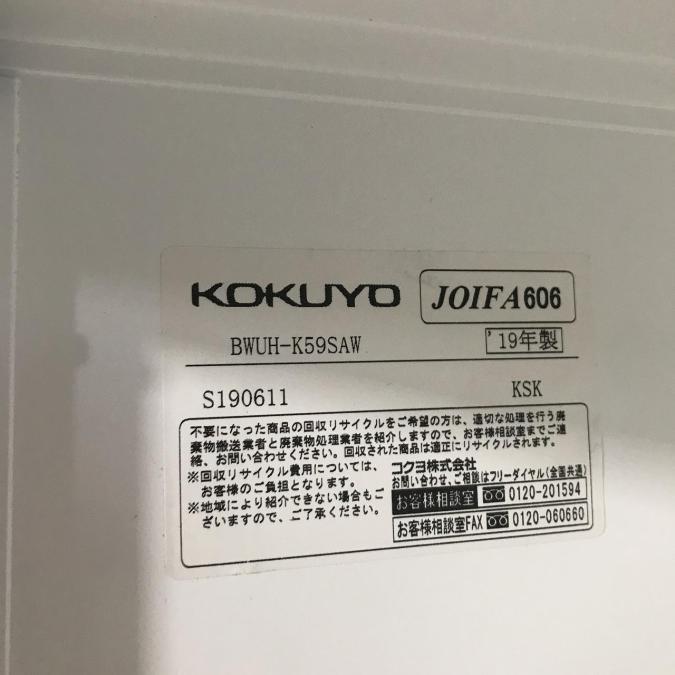 KOKUYO JOIFA606
BWUH-K59SAW '19年製
S190611 KSK
不要になった商品の回収リサイクルをご希望の方は、適切な処理を行う廃
棄物搬送業者と廃棄物処理業者を紹介しますので、お客様相談室までご連
絡、お問い合わせください。回収された商品は適正にリサイクルされます。
※回収リサイクル費用については、
お客様のご負担となります。
※地域により紹介できない場合もご
ざいますので、ご了承ください。
コクヨ株式会社
お問い合わせ、ご相談はフリーダイヤル(全国共通)
お客様相談室 0120-201594
お客様相談室FAX 0120-060660